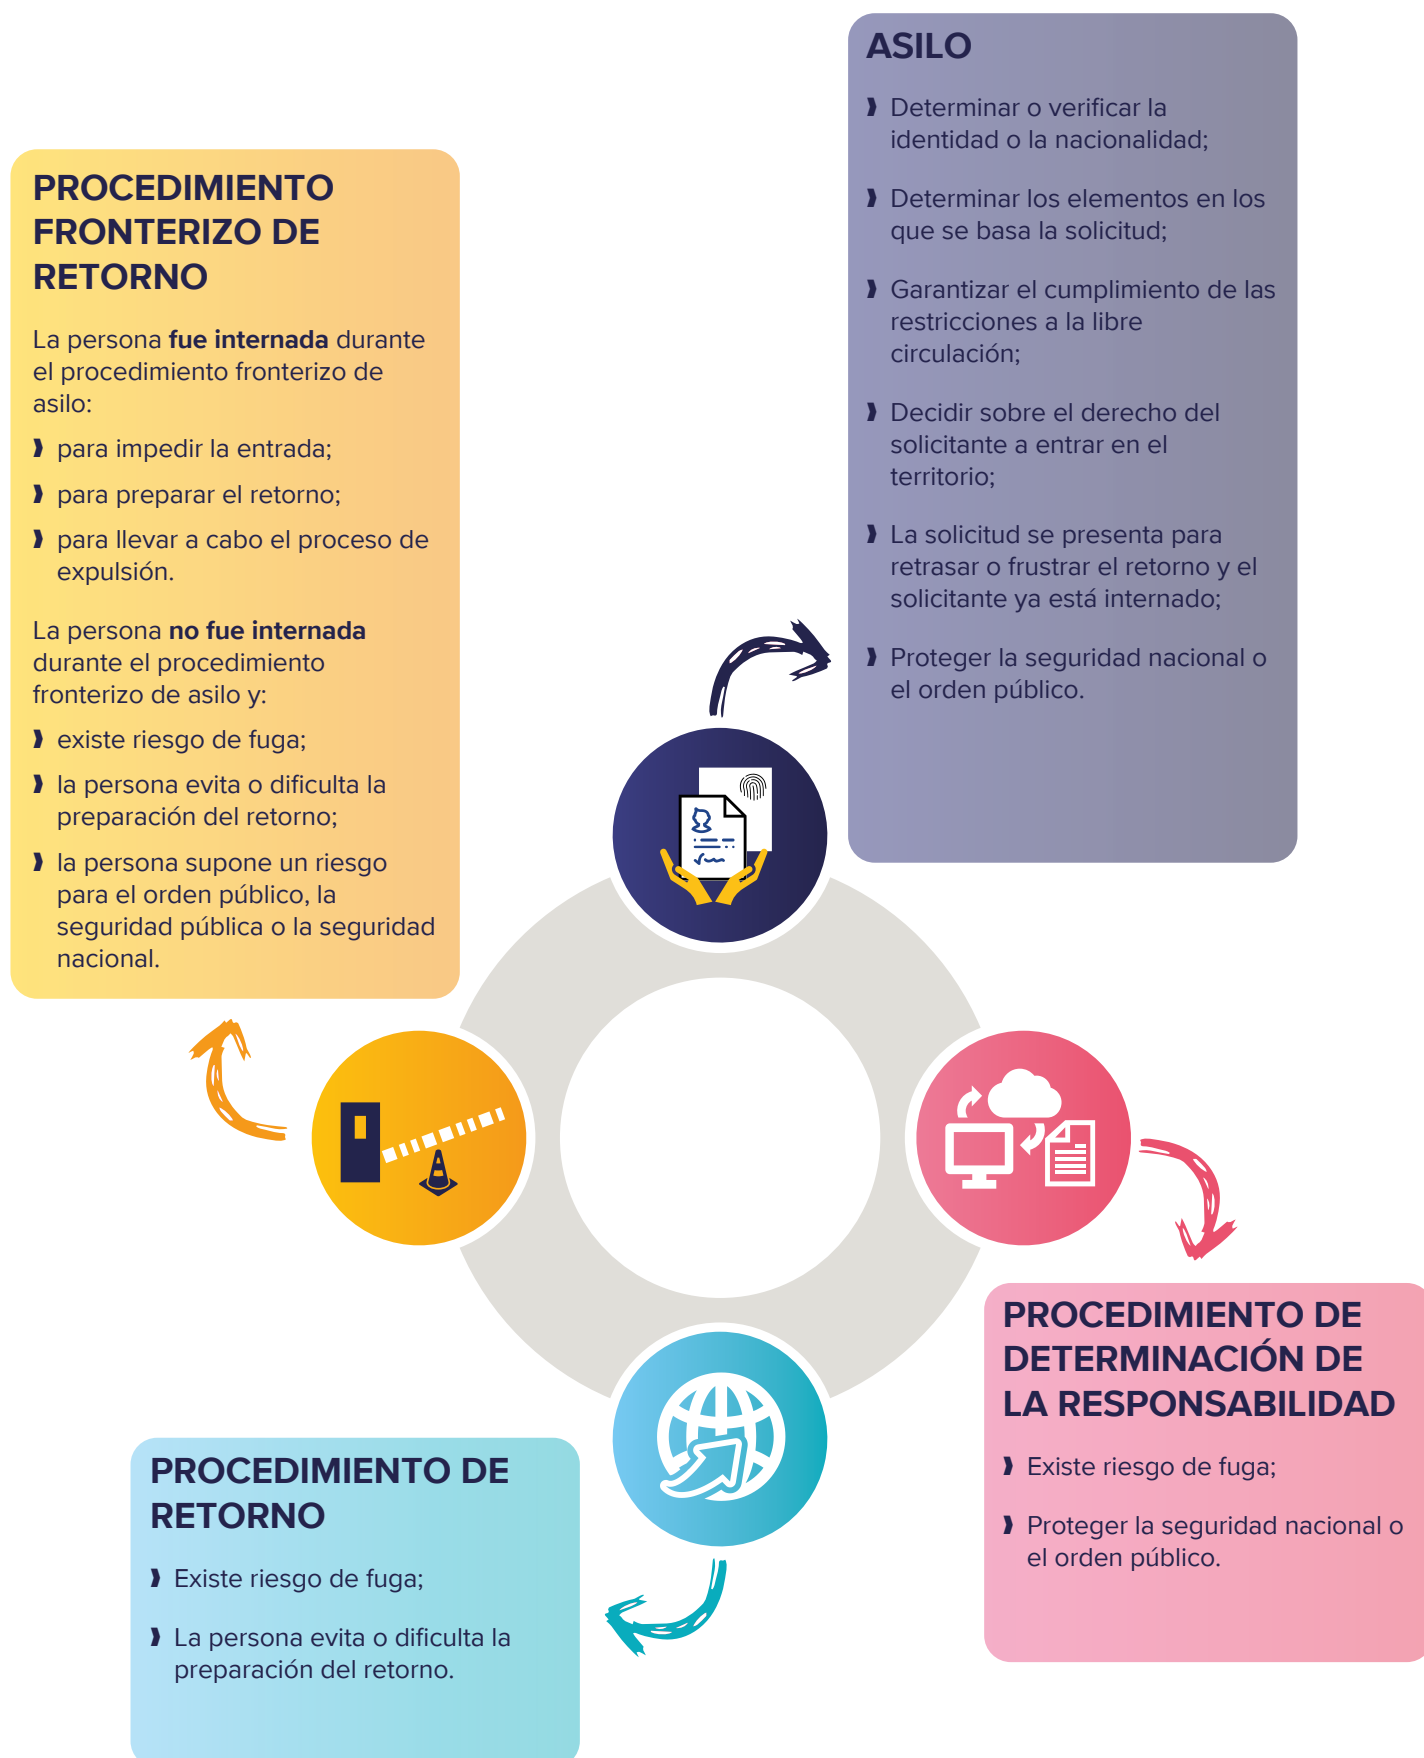 ASILO
❱ Determinar o verificar la
identidad o la nacionalidad;
❱ Determinar los elementos en los
que se basa la solicitud;
❱ Garantizar el cumplimiento de las
restricciones a la libre
circulación;
❱ Decidir sobre el derecho del
solicitante a entrar en el
territorio;
❱ La solicitud se presenta para
retrasar o frustrar el retorno y el
solicitante ya está internado;
❱ Proteger la seguridad nacional o
el orden público.
PROCEDIMIENTO
FRONTERIZO DE
RETORNO
La persona fue internada durante
el procedimiento fronterizo de
asilo:
❱ para impedir la entrada;
❱ para preparar el retorno;
❱ para llevar a cabo el proceso de
expulsión.
La persona no fue internada
durante el procedimiento
fronterizo de asilo y:
❱ existe riesgo de fuga;
❱ la persona evita o dificulta la
preparación del retorno;
❱ la persona supone un riesgo
para el orden público, la
seguridad pública o la seguridad
nacional.
PROCEDIMIENTO DE
DETERMINACIÓN DE
LA RESPONSABILIDAD
❱ Existe riesgo de fuga;
❱ Proteger la seguridad nacional o
el orden público.
PROCEDIMIENTO DE
RETORNO
❱ Existe riesgo de fuga;
❱ La persona evita o dificulta la
preparación del retorno.